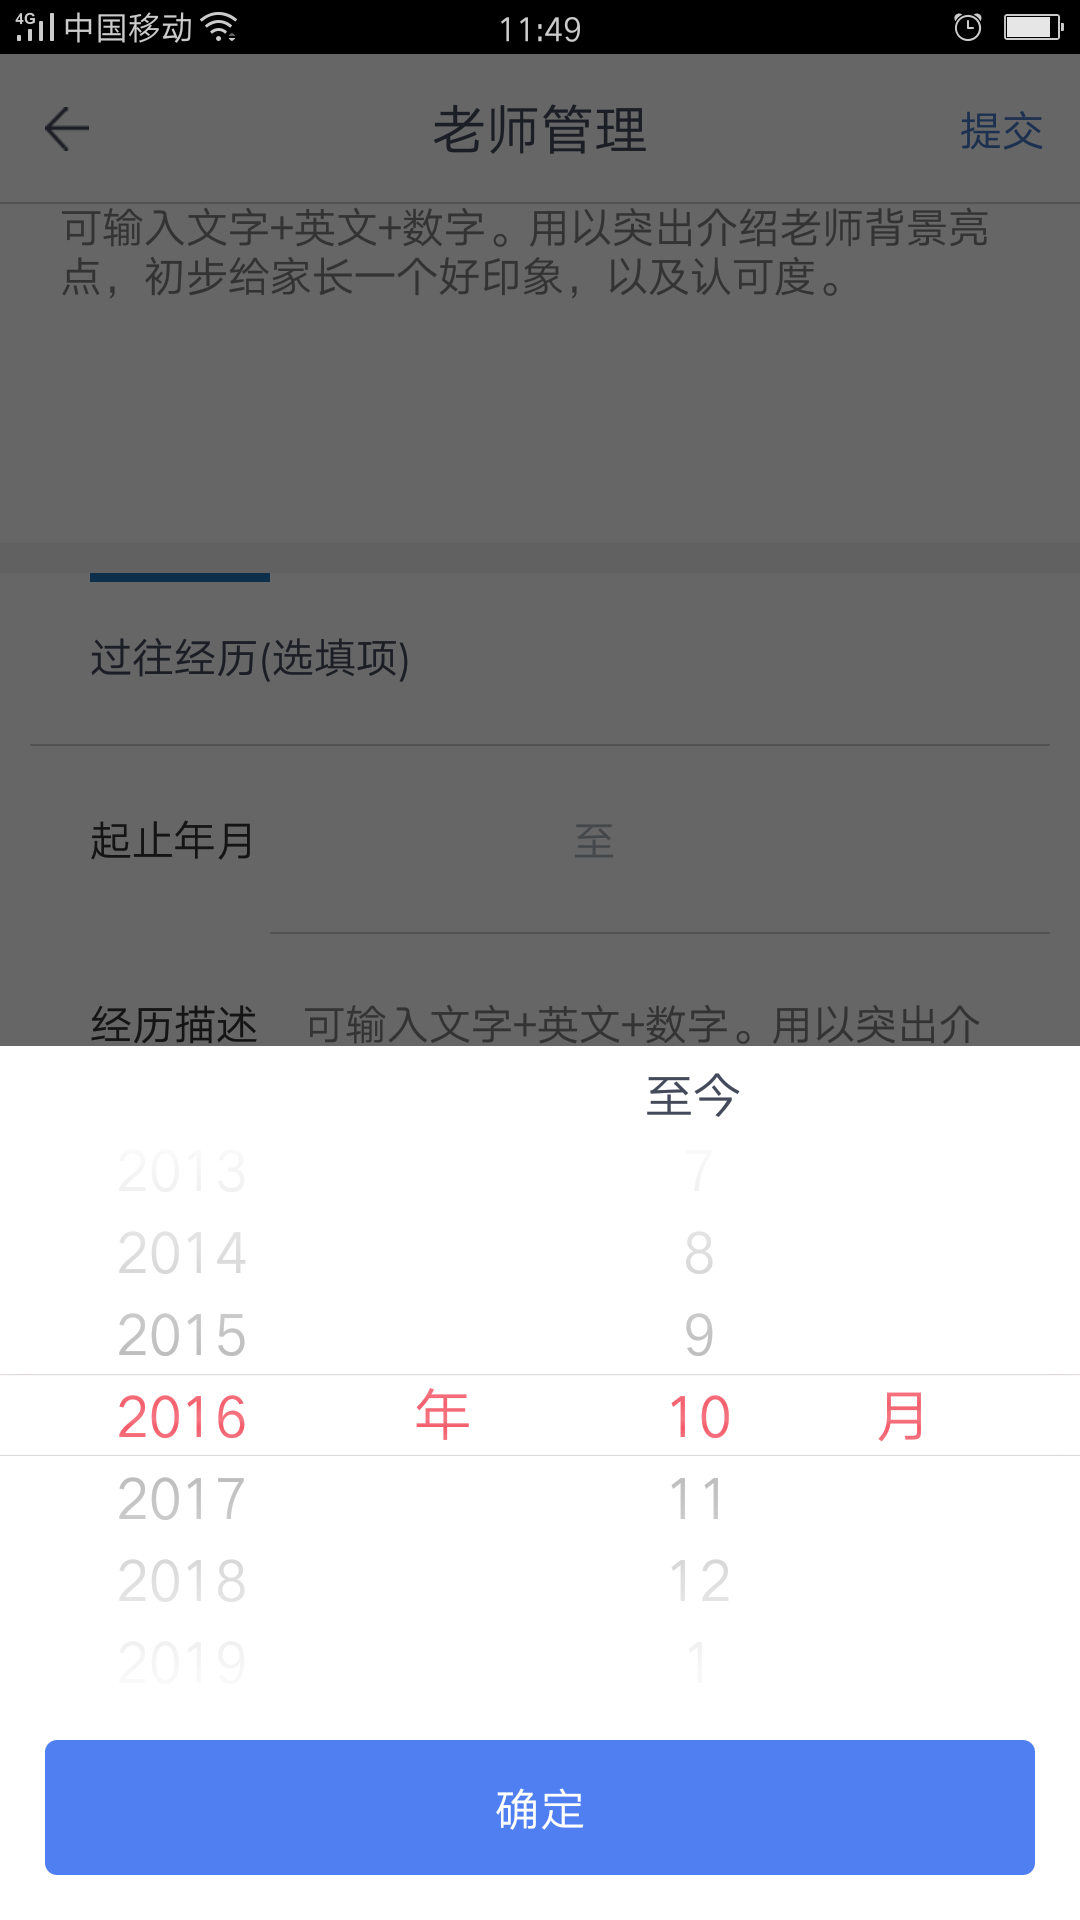 4G 中国移动 11:49
老师管理 提交
可输入文字+英文+数字。用以突出介绍老师背景亮
点，初步给家长一个好印象，以及认可度。
过往经历(选填项)
起止年月 至
经历描述 可输入文字+英文+数字。用以突出介
至今
2013 7
2014 8
2015 9
2016 年 10 月
2017 11
2018 12
2019 1
确定